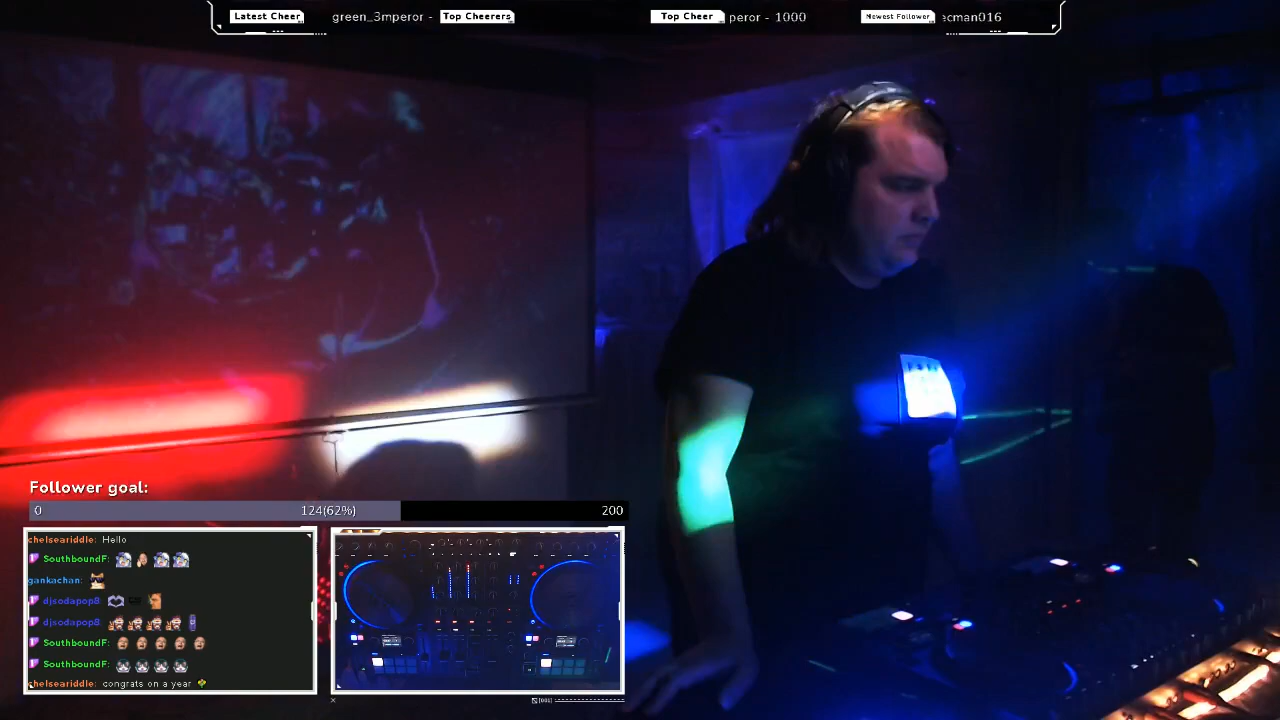 Latest Cheer
green_3mperor -
Top Cheerers
Top Cheer
peror - 1000
Newest Follower
ecman016
Follower goal:
0 124(62%) 200
chelseariddle: Hello
SouthboundF:
gankachan:
djsodapop8:
djsodapop8:
SouthboundF:
SouthboundF:
chelseariddle: congrats on a year